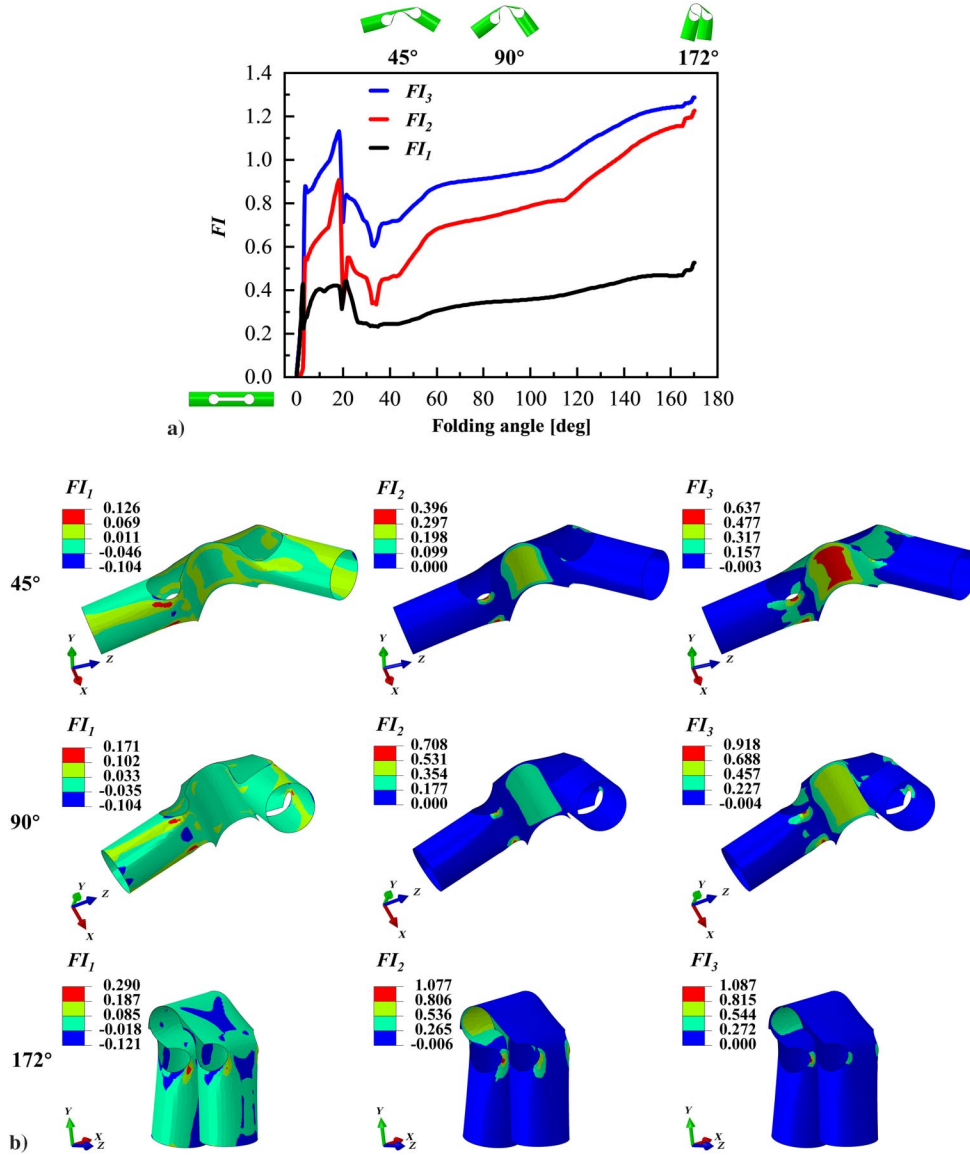 45° 90° 172°
1.4
1.2
1.0
0.8
0.6
0.4
0.2
0.0
FI
FI3
FI2
FI1
0 20 40 60 80 100 120 140 160 180
Folding angle [deg]
a)
45°
FI1
0.126
0.069
0.011
-0.046
-0.104
Y
Z
X
FI2
0.396
0.297
0.198
0.099
0.000
Y
Z
X
FI3
0.637
0.477
0.317
0.157
-0.003
Y
Z
X
90°
FI1
0.171
0.102
0.033
-0.035
-0.104
Y
Z
X
FI2
0.708
0.531
0.354
0.177
0.000
Y
Z
X
FI3
0.918
0.688
0.457
0.227
-0.004
Y
Z
X
172°
FI1
0.290
0.187
0.085
-0.018
-0.121
Y
X
Z
FI2
1.077
0.806
0.536
0.265
-0.006
Y
X
Z
FI3
1.087
0.815
0.544
0.272
0.000
Y
X
Z
b)